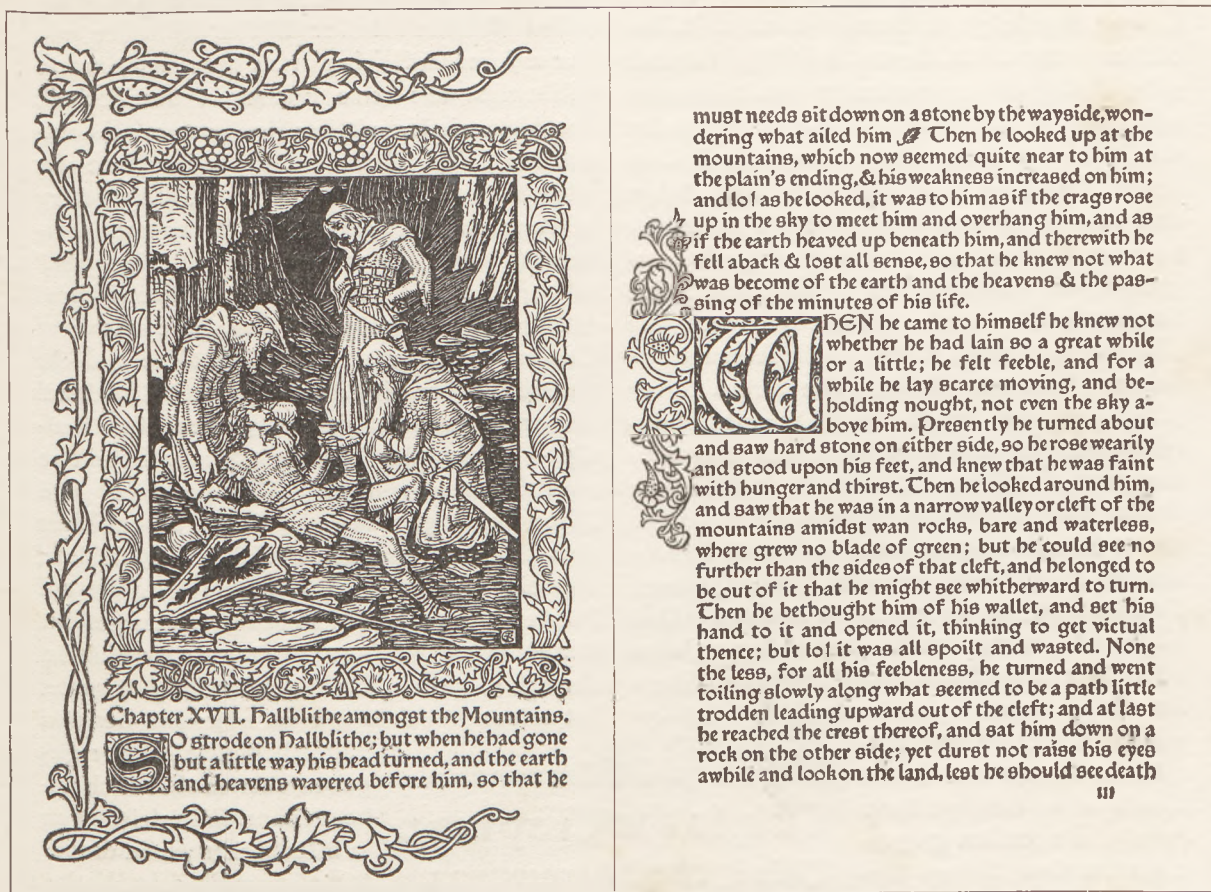 Chapter XVII. Hallblithe amongst the Mountains.
SO strode on Hallblithe; but when he had gone
but a little way his head turned, and the earth
and heavens wavered before him, so that he
must needs sit down on a stone by the wayside, won-
dering what ailed him Then he looked up at the
mountains, which now seemed quite near to him at
the plain's ending, & his weakness increased on him;
and lo! as he looked, it was to him as if the crags rose
up in the sky to meet him and overhang him, and as
if the earth heaved up beneath him, and therewith he
fell aback & lost all sense, so that he knew not what
was become of the earth and the heavens & the pas-
sing of the minutes of his life.
WHEN he came to himself he knew not
whether he had lain so a great while
or a little; he felt feeble, and for a
while he lay scarce moving, and be-
holding nought, not even the sky a-
bove him. Presently he turned about
and saw hard stone on either side, so he rose wearily
and stood upon his feet, and knew that he was faint
with hunger and thirst. Then he looked around him,
and saw that he was in a narrow valley or cleft of the
mountains amidst wan rocks, bare and waterless,
where grew no blade of green; but he could see no
further than the sides of that cleft, and he longed to
be out of it that he might see whitherward to turn.
Then he bethought him of his wallet, and set his
hand to it and opened it, thinking to get victual
thence; but lo! it was all spoilt and wasted. None
the less, for all his feebleness, he turned and went
toiling slowly along what seemed to be a path little
trodden leading upward out of the cleft; and at last
he reached the crest thereof, and sat him down on a
rock on the other side; yet durst not raise his eyes
awhile and look on the land, lest he should see death
111